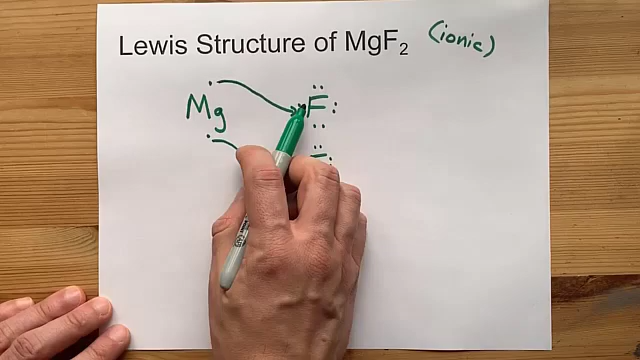 Lewis Structure of MgF₂ (ionic)
Mg F